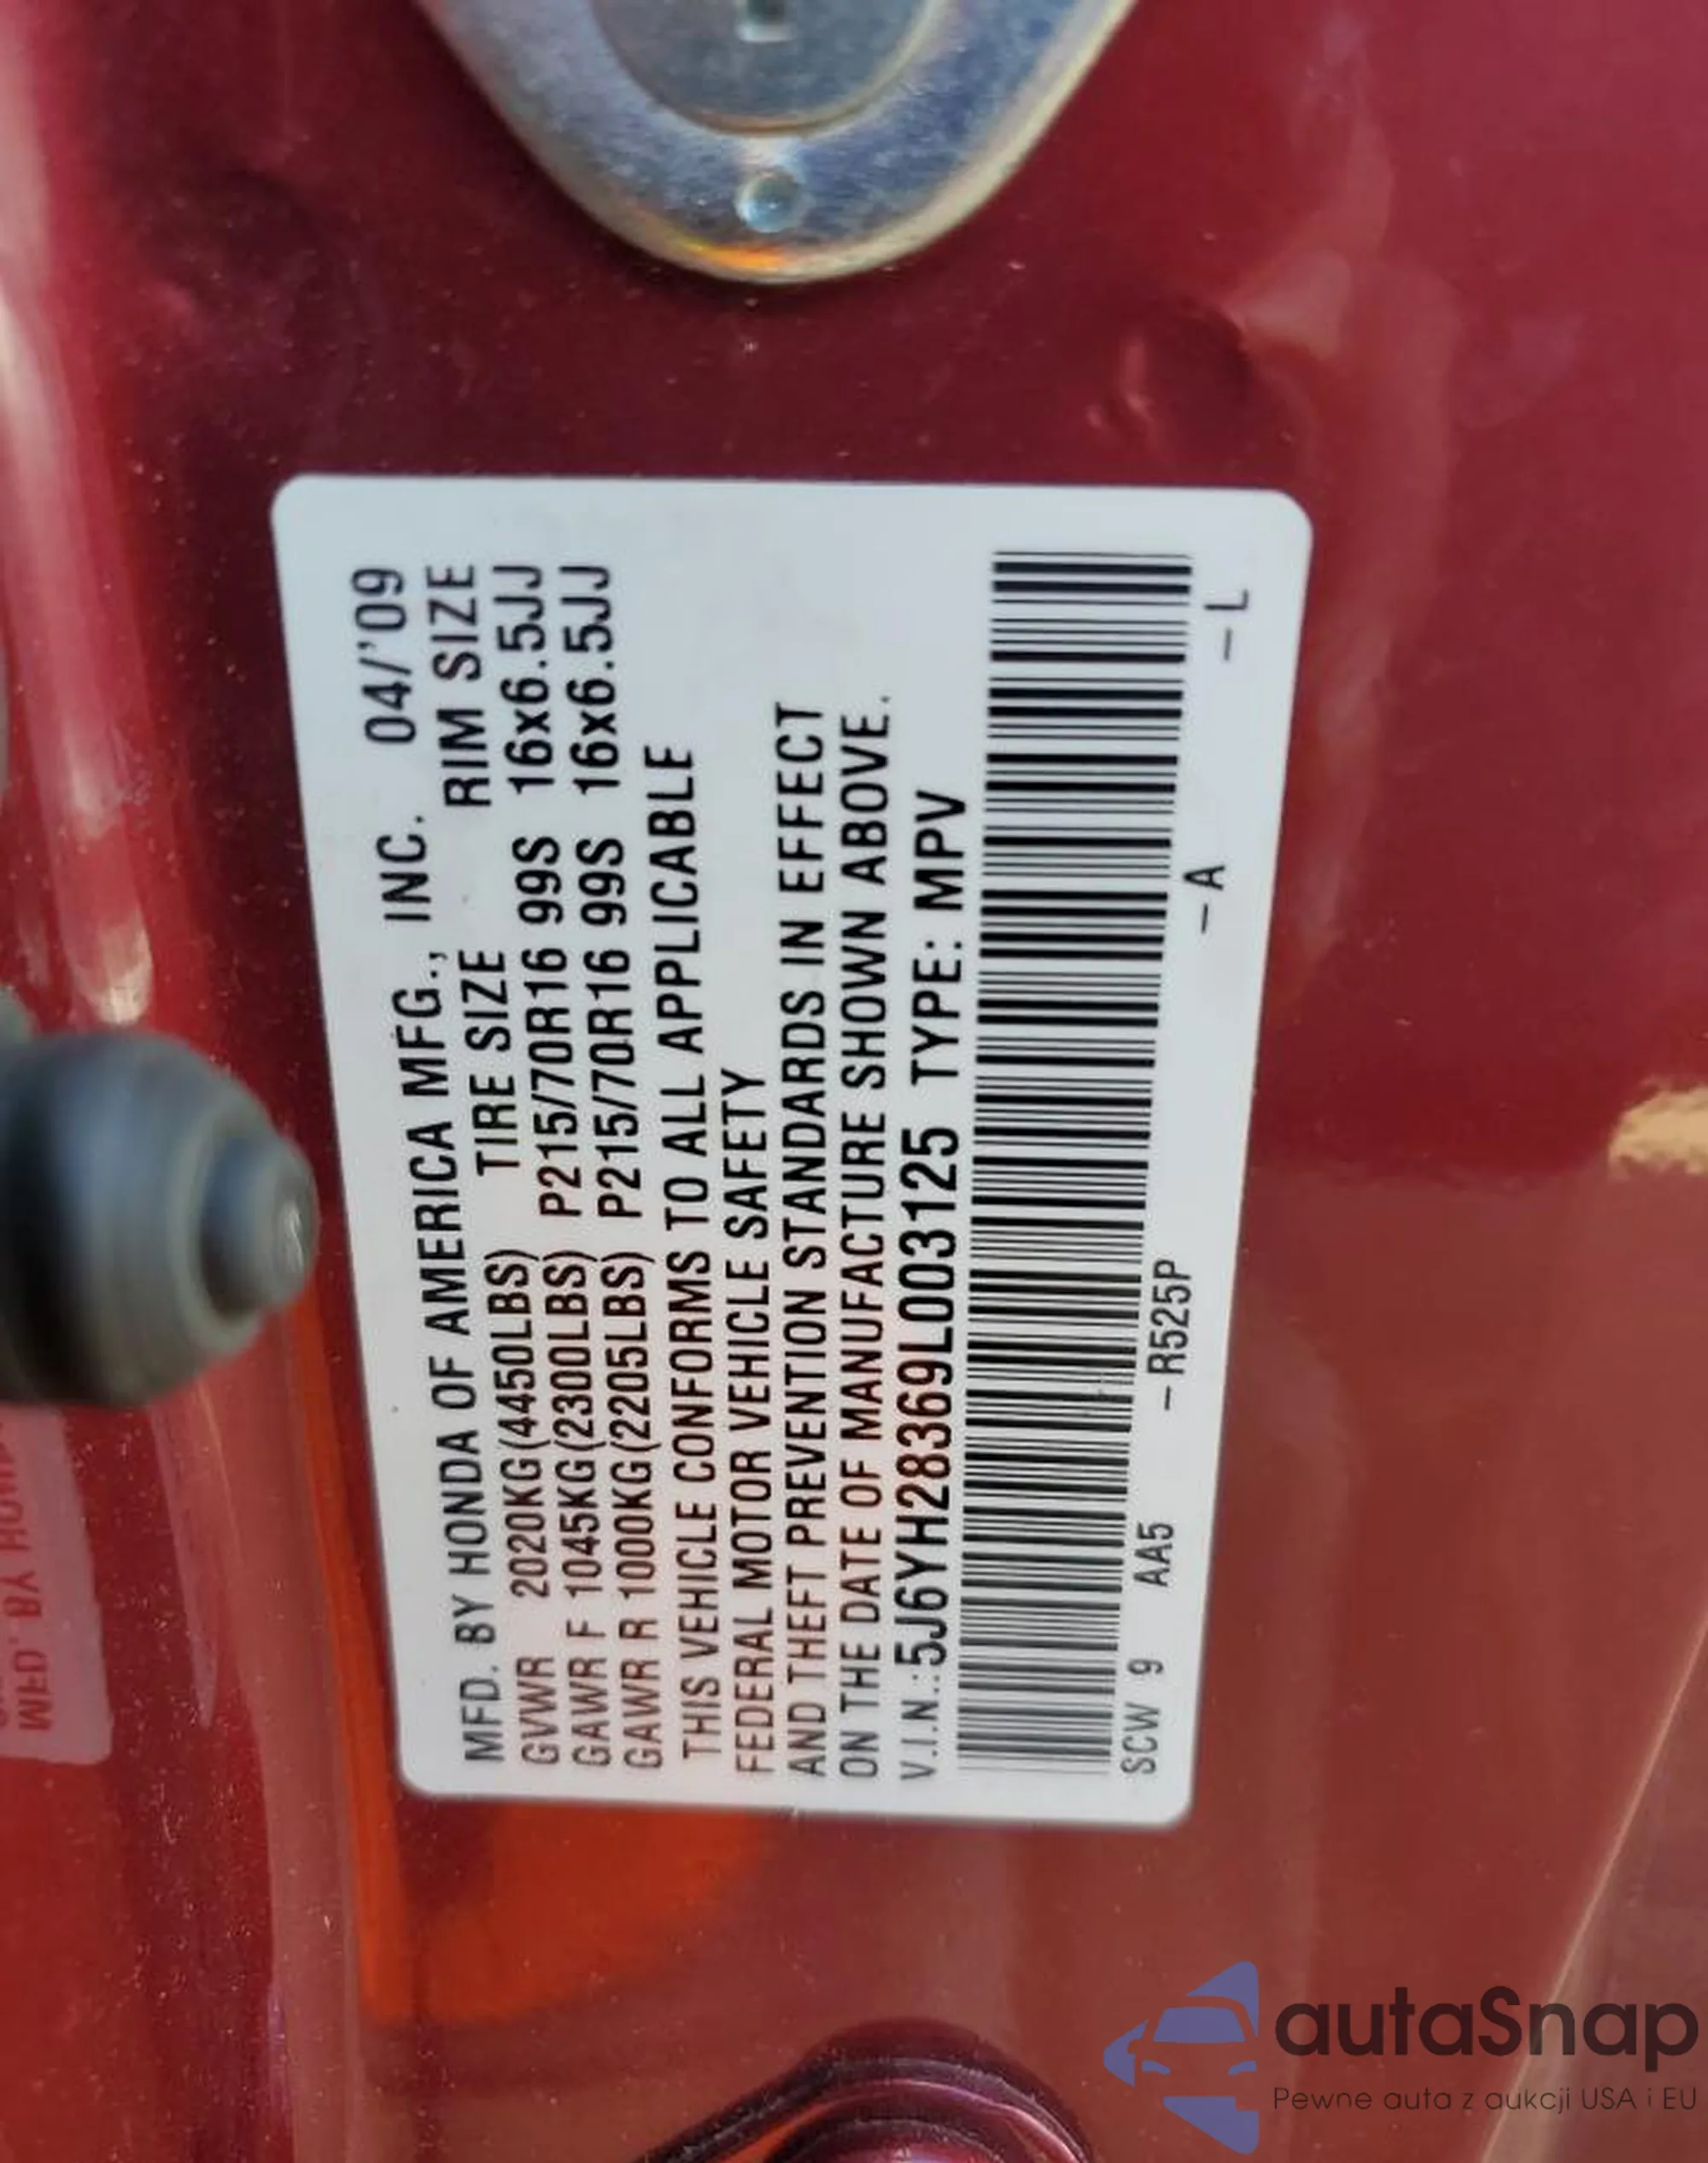 MFD. BY HONDA OF AMERICA MFG., INC. 04/'09
TIRE SIZE RIM SIZE
GVWR 2020KG(4450LBS)
GAWR F 1045KG(2300LBS) P215/70R16 99S 16x6.5JJ
GAWR R 1000KG(2205LBS) P215/70R16 99S 16x6.5JJ
THIS VEHICLE CONFORMS TO ALL APPLICABLE
FEDERAL MOTOR VEHICLE SAFETY
AND THEFT PREVENTION STANDARDS IN EFFECT
ON THE DATE OF MANUFACTURE SHOWN ABOVE.
V.I.N.:5J6YH28369L003125 TYPE: MPV
SCW 9 AA5 -R525P -A -L
MFD. BY
autaSnap
Pewne auta z aukcji USA i EU